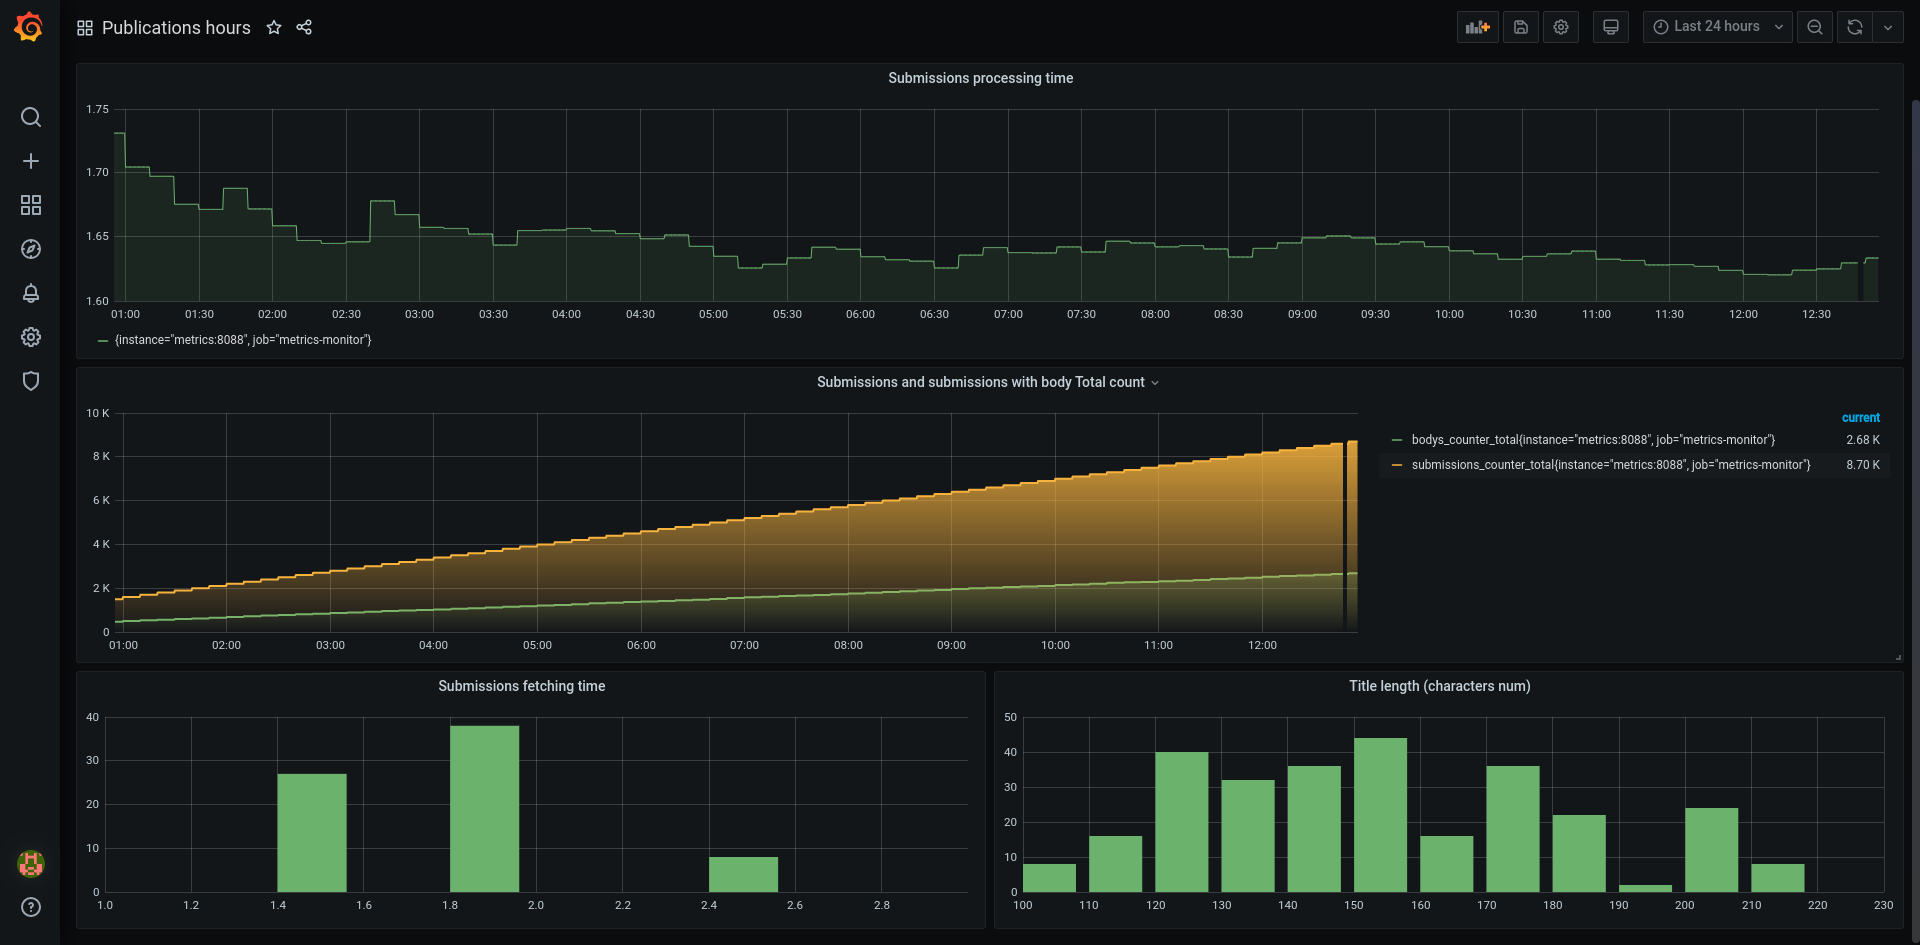 Publications hours
Last 24 hours
Submissions processing time
1.75
1.70
1.65
1.60
01:00 01:30 02:00 02:30 03:00 03:30 04:00 04:30 05:00 05:30 06:00 06:30 07:00 07:30 08:00 08:30 09:00 09:30 10:00 10:30 11:00 11:30 12:00 12:30
{instance="metrics:8088", job="metrics-monitor"}
Submissions and submissions with body Total count
10 K
8 K
6 K
4 K
2 K
0
01:00 02:00 03:00 04:00 05:00 06:00 07:00 08:00 09:00 10:00 11:00 12:00
current
bodys_counter_total{instance="metrics:8088", job="metrics-monitor"} 2.68 K
submissions_counter_total{instance="metrics:8088", job="metrics-monitor"} 8.70 K
Submissions fetching time
40
30
20
10
0
1.0 1.2 1.4 1.6 1.8 2.0 2.2 2.4 2.6 2.8
Title length (characters num)
50
40
30
20
10
0
100 110 120 130 140 150 160 170 180 190 200 210 220 230